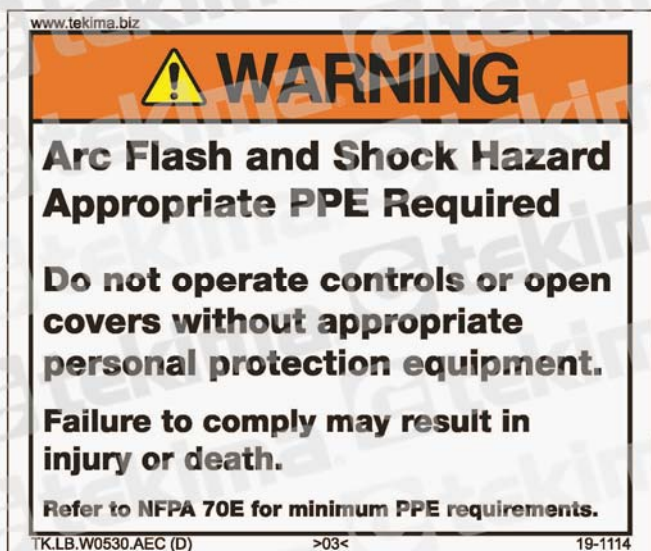 www.tekima.biz
WARNING
Arc Flash and Shock Hazard
Appropriate PPE Required
Do not operate controls or open
covers without appropriate
personal protection equipment.
Failure to comply may result in
injury or death.
Refer to NFPA 70E for minimum PPE requirements.
TK.LB.W0530.AEC (D) >03< 19-1114
tekima